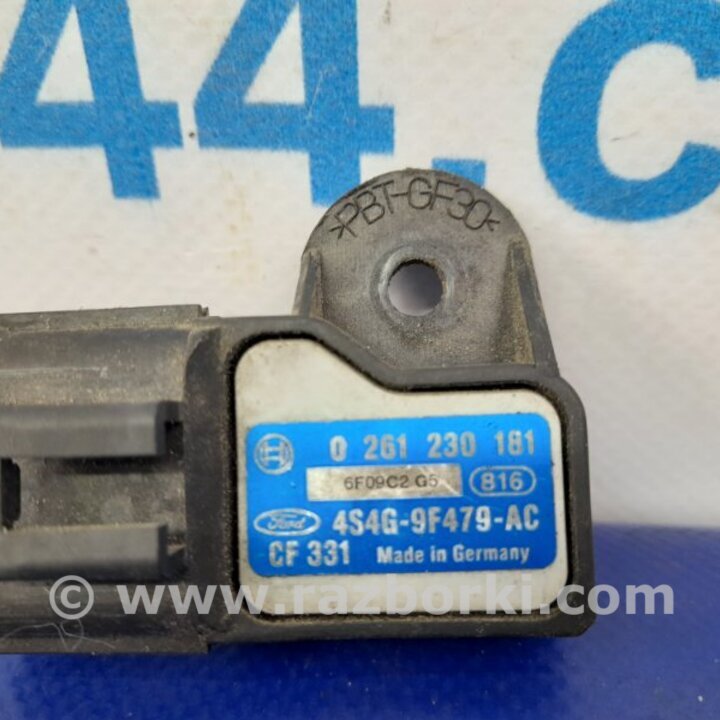 44.c
>PBT-GF30<
0 261 230 181
6F09C2 G5 816
Ford 4S4G-9F479-AC
CF 331 Made in Germany
© www.razborki.com